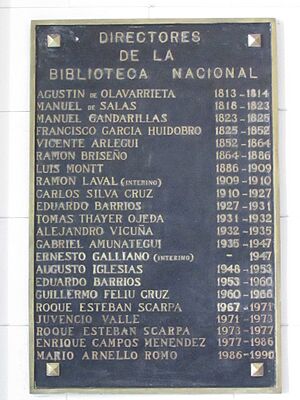 DIRECTORES
DE LA
BIBLIOTECA NACIONAL
AGUSTIN DE OLAVARRIETA 1813-1814
MANUEL DE SALAS 1818-1823
MANUEL GANDARILLAS 1823-1825
FRANCISCO GARCIA HUIDOBRO 1825-1852
VICENTE ARLEGUI 1852-1864
RAMON BRISEÑO 1864-1886
LUIS MONTT 1886-1909
RAMON LAVAL (INTERINO) 1909-1910
CARLOS SILVA CRUZ 1910-1927
EDUARDO BARRIOS 1927-1931
TOMAS THAYER OJEDA 1931-1932
ALEJANDRO VICUÑA 1932-1935
GABRIEL AMUNATEGUI 1935-1947
ERNESTO GALLIANO (INTERINO) - 1947
AUGUSTO IGLESIAS 1948-1953
EDUARDO BARRIOS 1953-1960
GUILLERMO FELIU CRUZ 1960-1966
ROQUE ESTEBAN SCARPA 1967-1971
JUVENCIO VALLE 1971-1973
ROQUE ESTEBAN SCARPA 1973-1977
ENRIQUE CAMPOS MENENDEZ 1977-1986
MARIO ARNELLO ROMO 1986-1990